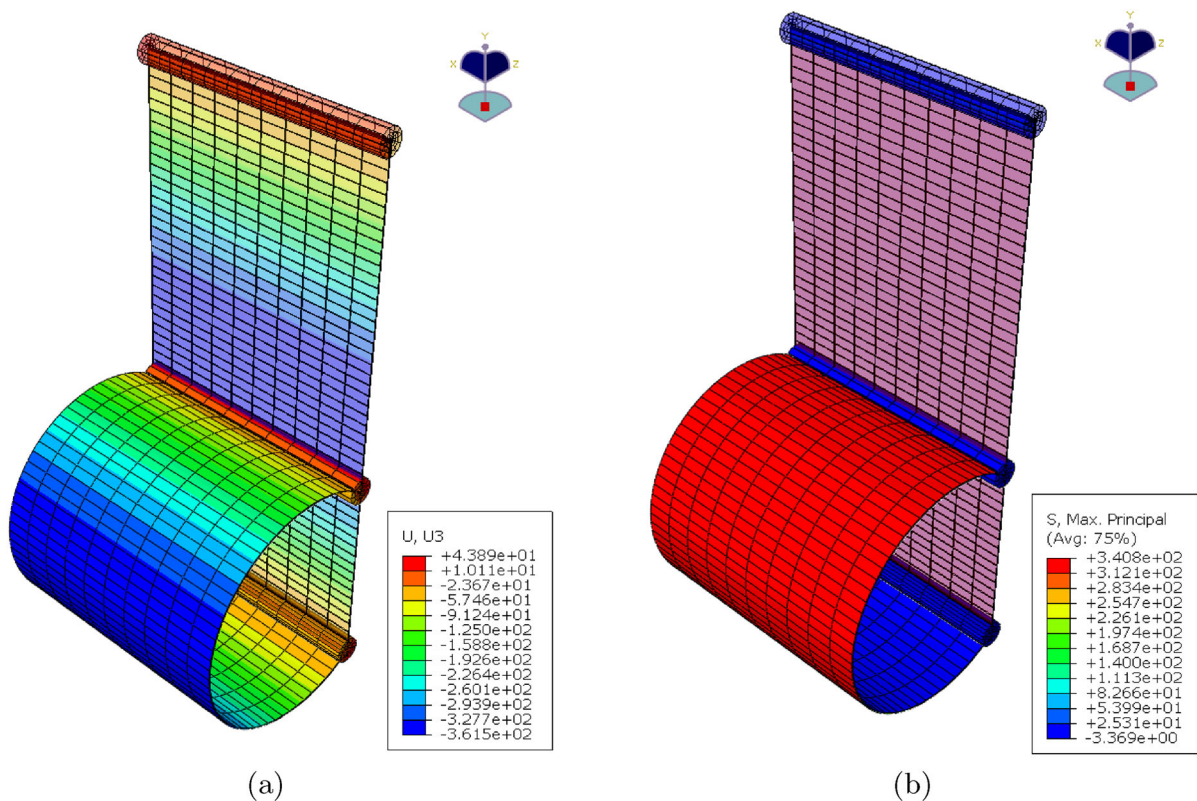 Y
X
Z
U, U3
+4.389e+01
+1.011e+01
-2.367e+01
-5.746e+01
-9.124e+01
-1.250e+02
-1.588e+02
-1.926e+02
-2.264e+02
-2.601e+02
-2.939e+02
-3.277e+02
-3.615e+02
(a)
Y
X
Z
S, Max. Principal
(Avg: 75%)
+3.408e+02
+3.121e+02
+2.834e+02
+2.547e+02
+2.261e+02
+1.974e+02
+1.687e+02
+1.400e+02
+1.113e+02
+8.266e+01
+5.399e+01
+2.531e+01
-3.369e+00
(b)